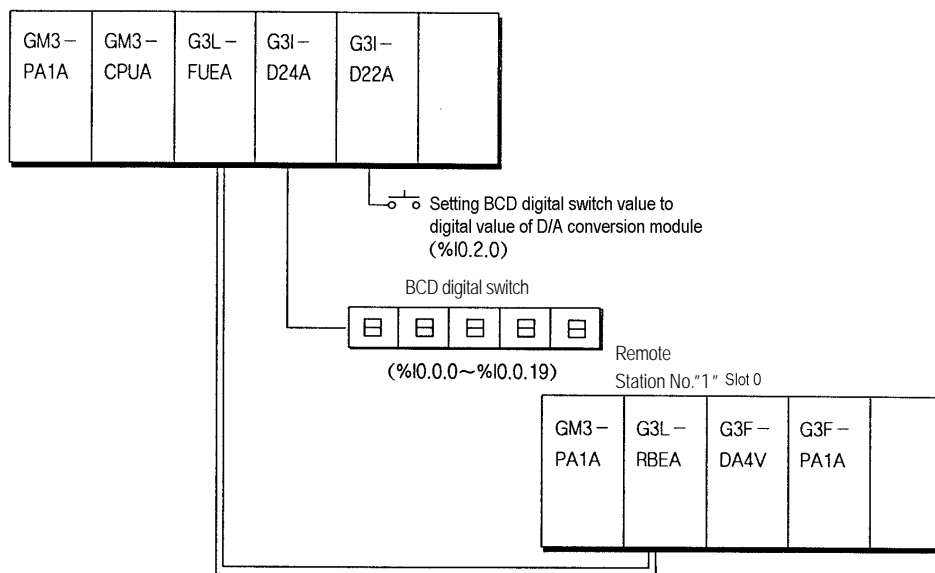 GM3-
PA1A
GM3-
CPUA
G3L-
FUEA
G3I-
D24A
G3I-
D22A
Setting BCD digital switch value to
digital value of D/A conversion module
(%I0.2.0)
BCD digital switch
(%I0.0.0~%I0.0.19)
Remote
Station No."1" Slot 0
GM3-
PA1A
G3L-
RBEA
G3F-
DA4V
G3F-
PA1A